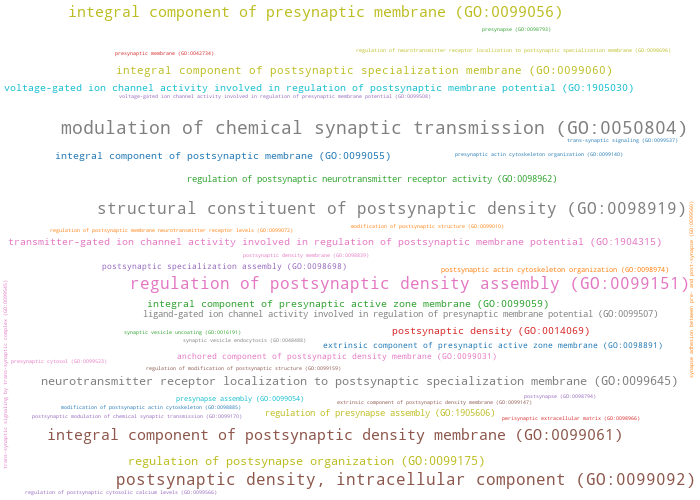 integral component of presynaptic membrane (GO:0099056)
presynapse (GO:0098793)
regulation of neurotransmitter receptor localization to postsynaptic specialization membrane (GO:0098696)
presynaptic membrane (GO:0042734)
integral component of postsynaptic specialization membrane (GO:0099060)
voltage-gated ion channel activity involved in regulation of postsynaptic membrane potential (GO:1905030)
voltage-gated ion channel activity involved in regulation of presynaptic membrane potential (GO:0099508)
modulation of chemical synaptic transmission (GO:0050804)
trans-synaptic signaling (GO:0099537)
integral component of postsynaptic membrane (GO:0099055)
presynaptic actin cytoskeleton organization (GO:0099140)
regulation of postsynaptic neurotransmitter receptor activity (GO:0098962)
structural constituent of postsynaptic density (GO:0098919)
regulation of postsynaptic membrane neurotransmitter receptor levels (GO:0099072)
modification of postsynaptic structure (GO:0099010)
transmitter-gated ion channel activity involved in regulation of postsynaptic membrane potential (GO:1904315)
postsynaptic density membrane (GO:0098839)
postsynaptic specialization assembly (GO:0098698)
postsynaptic actin cytoskeleton organization (GO:0098974)
regulation of postsynaptic density assembly (GO:0099151)
integral component of presynaptic active zone membrane (GO:0099059)
ligand-gated ion channel activity involved in regulation of presynaptic membrane potential (GO:0099507)
synaptic vesicle uncoating (GO:0016191)
postsynaptic density (GO:0014069)
synaptic vesicle endocytosis (GO:0048488)
extrinsic component of presynaptic active zone membrane (GO:0098891)
anchored component of postsynaptic density membrane (GO:0099031)
presynaptic cytosol (GO:0099523)
regulation of modification of postsynaptic structure (GO:0099159)
neurotransmitter receptor localization to postsynaptic specialization membrane (GO:0099645)
presynapse assembly (GO:0099054)
postsynapse (GO:0098794)
extrinsic component of postsynaptic density membrane (GO:0099147)
modification of postsynaptic actin cytoskeleton (GO:0098885)
regulation of presynapse assembly (GO:1905606)
postsynaptic modulation of chemical synaptic transmission (GO:0099170)
perisynaptic extracellular matrix (GO:0098966)
integral component of postsynaptic density membrane (GO:0099061)
regulation of presynapse organization (GO:0099175)
postsynaptic density, intracellular component (GO:0099092)
regulation of postsynaptic cytosolic calcium levels (GO:0099566)
trans-synaptic signaling by trans-synaptic complex (GO:0099545)
synapse adhesion between pre- and post-synapse (GO:0099560)